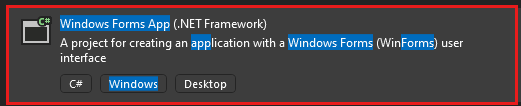 C#
Windows Forms App (.NET Framework)
A project for creating an application with a Windows Forms (WinForms) user
interface
C# Windows Desktop